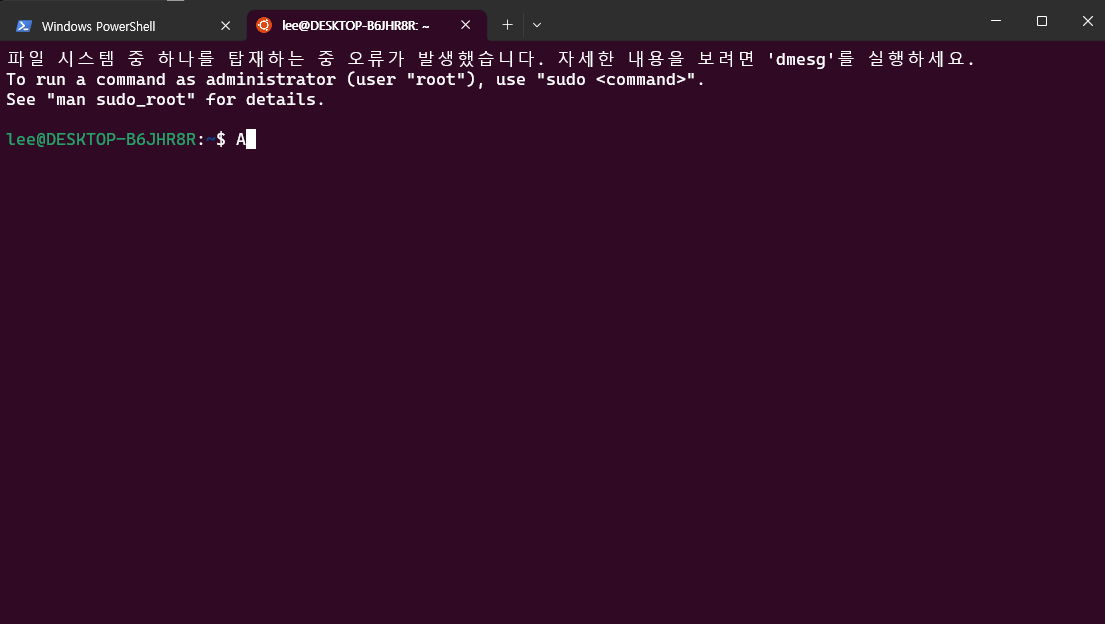 Windows PowerShell
lee@DESKTOP-B6JHR8R: ~
파일 시스템 중 하나를 탑재하는 중 오류가 발생했습니다. 자세한 내용을 보려면 'dmesg'를 실행하세요.
To run a command as administrator (user "root"), use "sudo <command>".
See "man sudo_root" for details.
lee@DESKTOP-B6JHR8R:~$ A